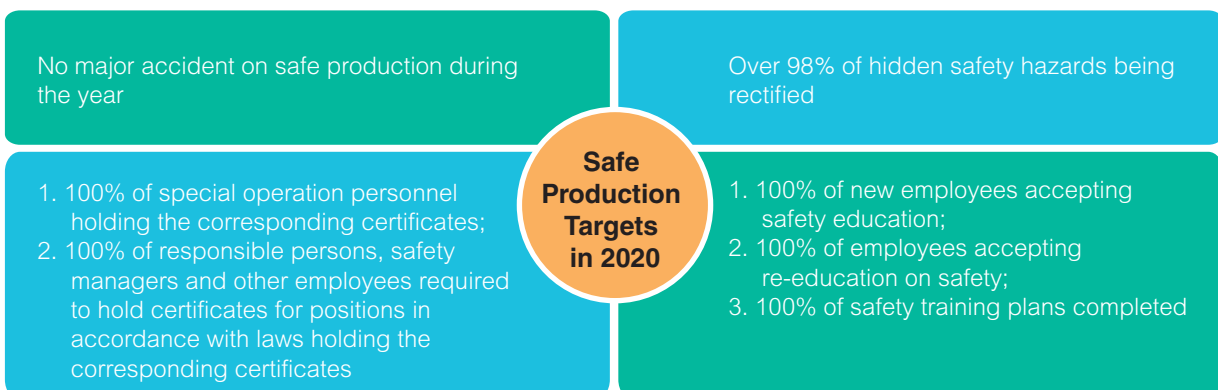 No major accident on safe production during
the year
Over 98% of hidden safety hazards being
rectified
Safe
Production
Targets
in 2020
1. 100% of special operation personnel
holding the corresponding certificates;
2. 100% of responsible persons, safety
managers and other employees required
to hold certificates for positions in
accordance with laws holding the
corresponding certificates
1. 100% of new employees accepting
safety education;
2. 100% of employees accepting
re-education on safety;
3. 100% of safety training plans completed